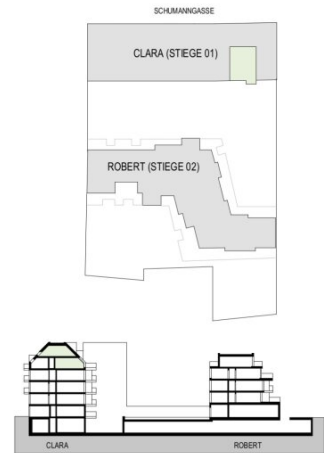 SCHUMANNGASSE
CLARA (STIEGE 01)
ROBERT (STIEGE 02)
CLARA
ROBERT